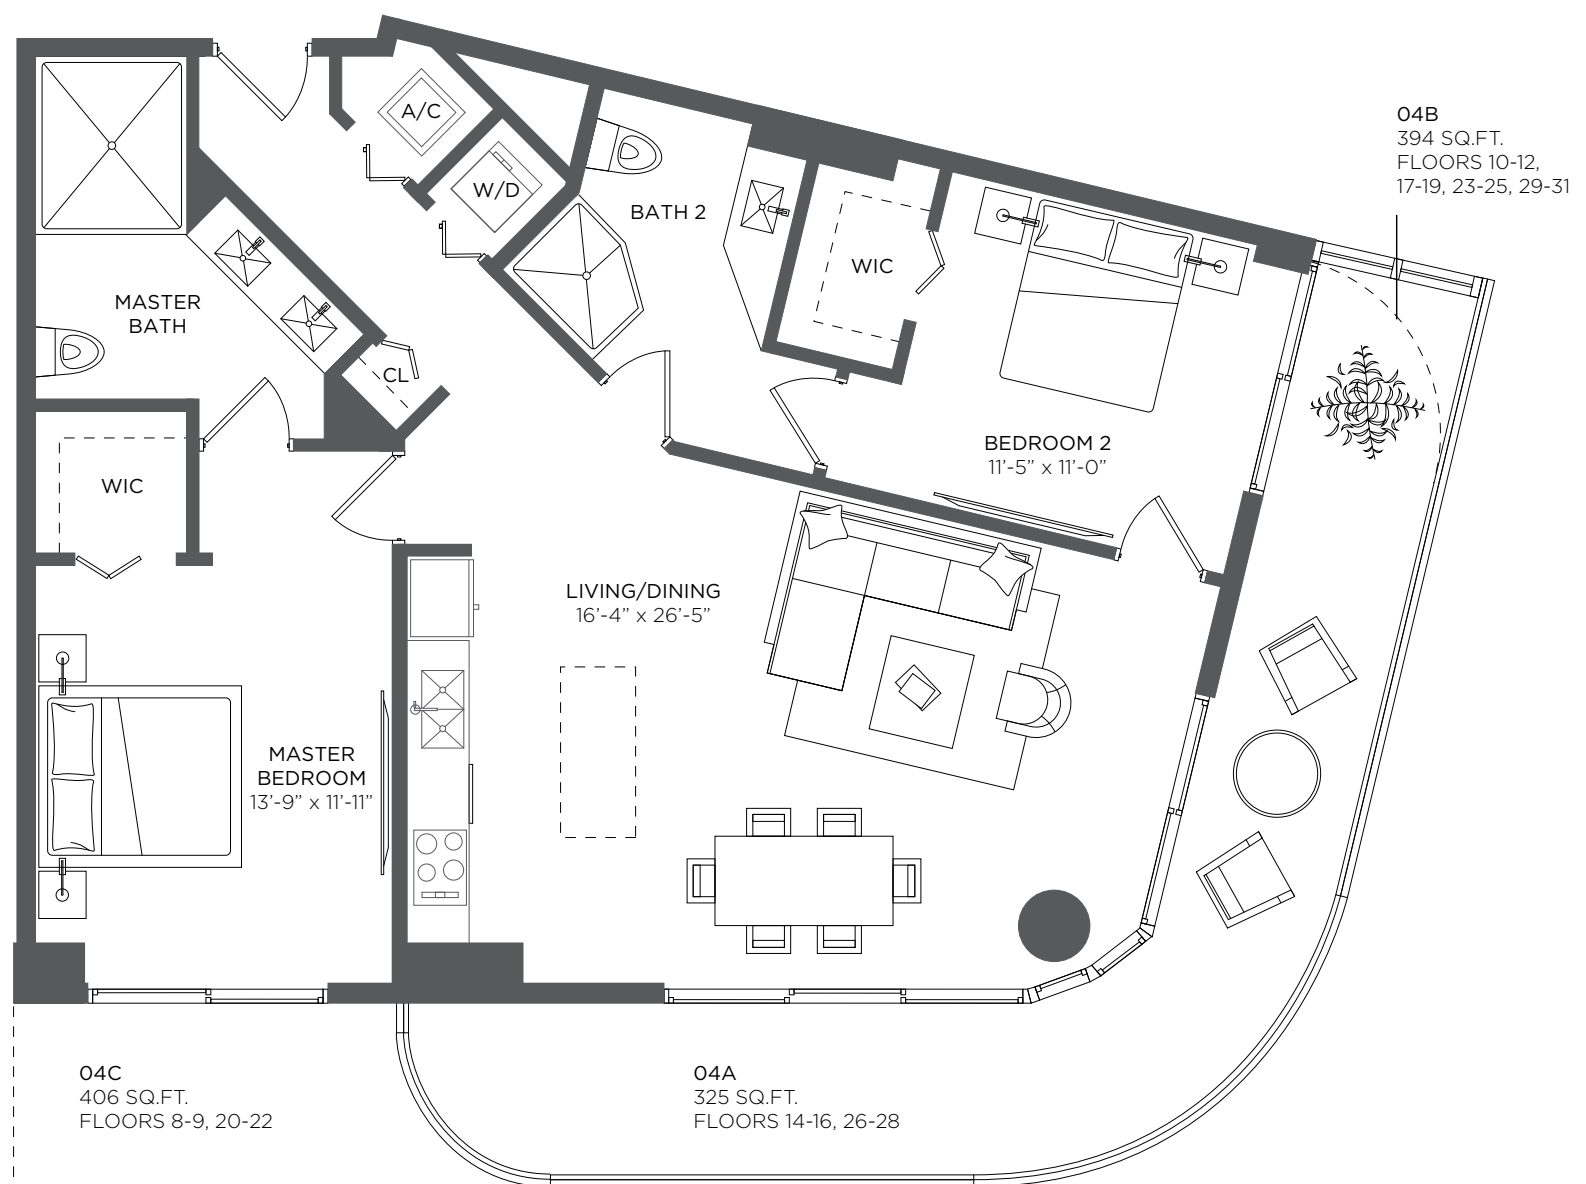 A/C
W/D
BATH 2
WIC
04B
394 SQ.FT.
FLOORS 10-12,
17-19, 23-25, 29-31
MASTER
BATH
CL
BEDROOM 2
11’-5” x 11’-0”
WIC
LIVING/DINING
16’-4” x 26’-5”
MASTER
BEDROOM
13’-9” x 11’-11”
04C
406 SQ.FT.
FLOORS 8-9, 20-22
04A
325 SQ.FT.
FLOORS 14-16, 26-28